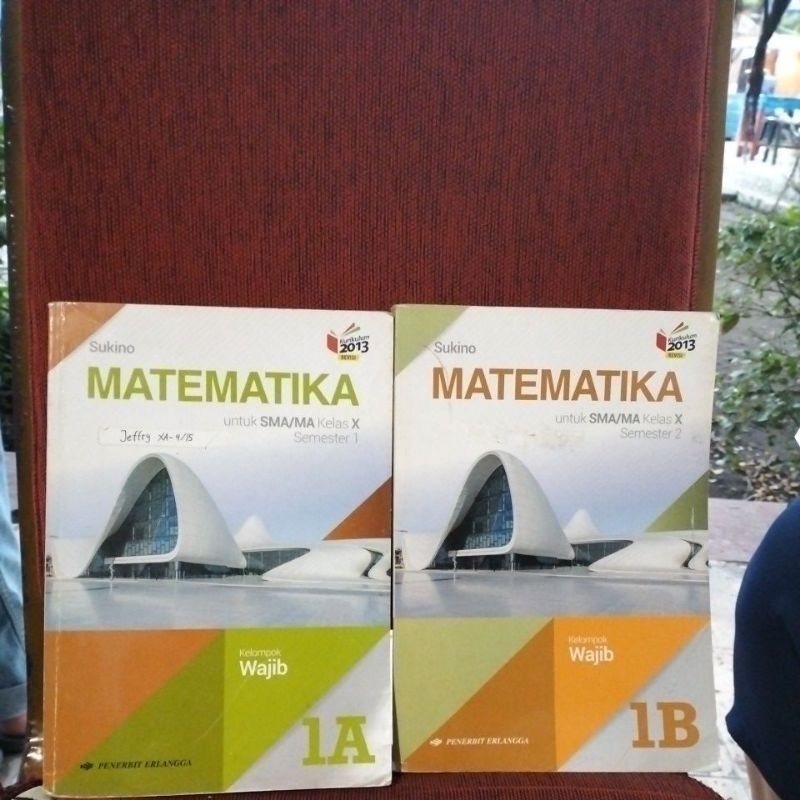 Sukino
Kurikulum
2013
REVISI
MATEMATIKA
untuk SMA/MA Kelas X
Semester 1
Jeffry XA-4/15
Kelompok
Wajib
1A
PENERBIT ERLANGGA
Sukino
Kurikulum
2013
REVISI
MATEMATIKA
untuk SMA/MA Kelas X
Semester 2
Kelompok
Wajib
1B
PENERBIT ERLANGGA